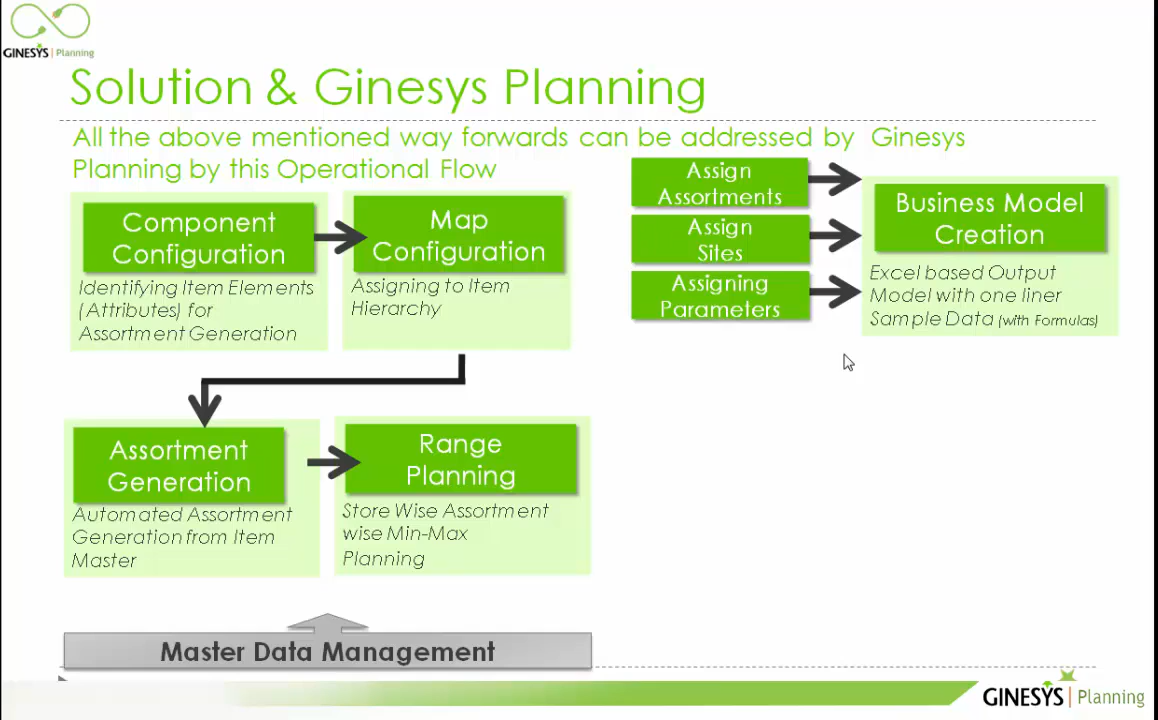 GINESYS | Planning
Solution & Ginesys Planning
All the above mentioned way forwards can be addressed by Ginesys
Planning by this Operational Flow
Component
Configuration
Identifying Item Elements
(Attributes) for
Assortment Generation
Map
Configuration
Assigning to Item
Hierarchy
Assign
Assortments
Assign
Sites
Assigning
Parameters
Business Model
Creation
Excel based Output
Model with one liner
Sample Data (with Formulas)
Assortment
Generation
Automated Assortment
Generation from Item
Master
Range
Planning
Store Wise Assortment
wise Min-Max
Planning
Master Data Management
GINESYS | Planning